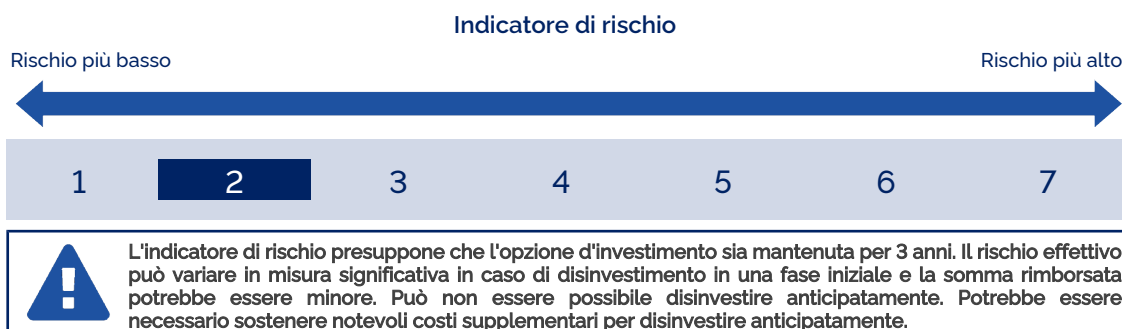 Indicatore di rischio
Rischio più basso
Rischio più alto
1 2 3 4 5 6 7
L'indicatore di rischio presuppone che l'opzione d'investimento sia mantenuta per 3 anni. Il rischio effettivo
può variare in misura significativa in caso di disinvestimento in una fase iniziale e la somma rimborsata
potrebbe essere minore. Può non essere possibile disinvestire anticipatamente. Potrebbe essere
necessario sostenere notevoli costi supplementari per disinvestire anticipatamente.